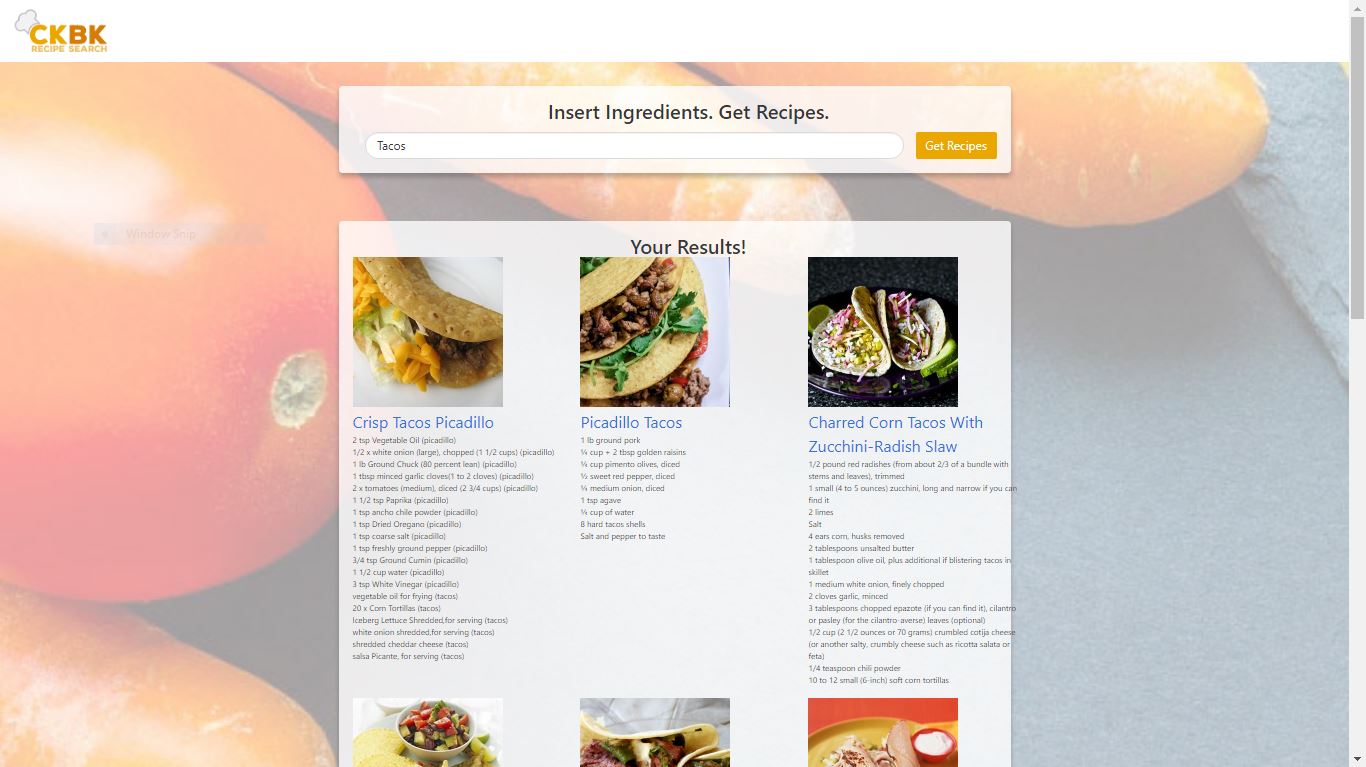 CKBK
RECIPE SEARCH
Insert Ingredients. Get Recipes.
Tacos
Get Recipes
Window Snip
Your Results!
Crisp Tacos Picadillo
2 tsp Vegetable Oil (picadillo)
1/2 x white onion (large), chopped (1 1/2 cups) (picadillo)
1 lb Ground Chuck (80 percent lean) (picadillo)
1 tbsp minced garlic cloves(1 to 2 cloves) (picadillo)
2 x tomatoes (medium), diced (2 3/4 cups) (picadillo)
1 1/2 tsp Paprika (picadillo)
1 tsp ancho chile powder (picadillo)
1 tsp Dried Oregano (picadillo)
1 tsp coarse salt (picadillo)
1 tsp freshly ground pepper (picadillo)
3/4 tsp Ground Cumin (picadillo)
1 1/2 cup water (picadillo)
3 tsp White Vinegar (picadillo)
vegetable oil for frying (tacos)
20 x Corn Tortillas (tacos)
Iceberg Lettuce Shredded,for serving (tacos)
white onion shredded,for serving (tacos)
shredded cheddar cheese (tacos)
salsa Picante, for serving (tacos)
Picadillo Tacos
1 lb ground pork
cup + 2 tbsp golden raisins
cup pimento olives, diced
½ sweet red pepper, diced
medium onion, diced
1 tsp agave
cup of water
8 hard tacos shells
Salt and pepper to taste
Charred Corn Tacos With
Zucchini-Radish Slaw
1/2 pound red radishes (from about 2/3 of a bundle with
stems and leaves), trimmed
1 small (4 to 5 ounces) zucchini, long and narrow if you can
find it
2 limes
Salt
4 ears corn, husks removed
2 tablespoons unsalted butter
1 tablespoon olive oil, plus additional if blistering tacos in
skillet
1 medium white onion, finely chopped
2 cloves garlic, minced
3 tablespoons chopped epazote (if you can find it), cilantro
or pasley (for the cilantro-averse) leaves (optional)
1/2 cup (2 1/2 ounces or 70 grams) crumbled cotija cheese
(or another salty, crumbly cheese such as ricotta salata or
feta)
1/4 teaspoon chili powder
10 to 12 small (6-inch) soft corn tortillas.